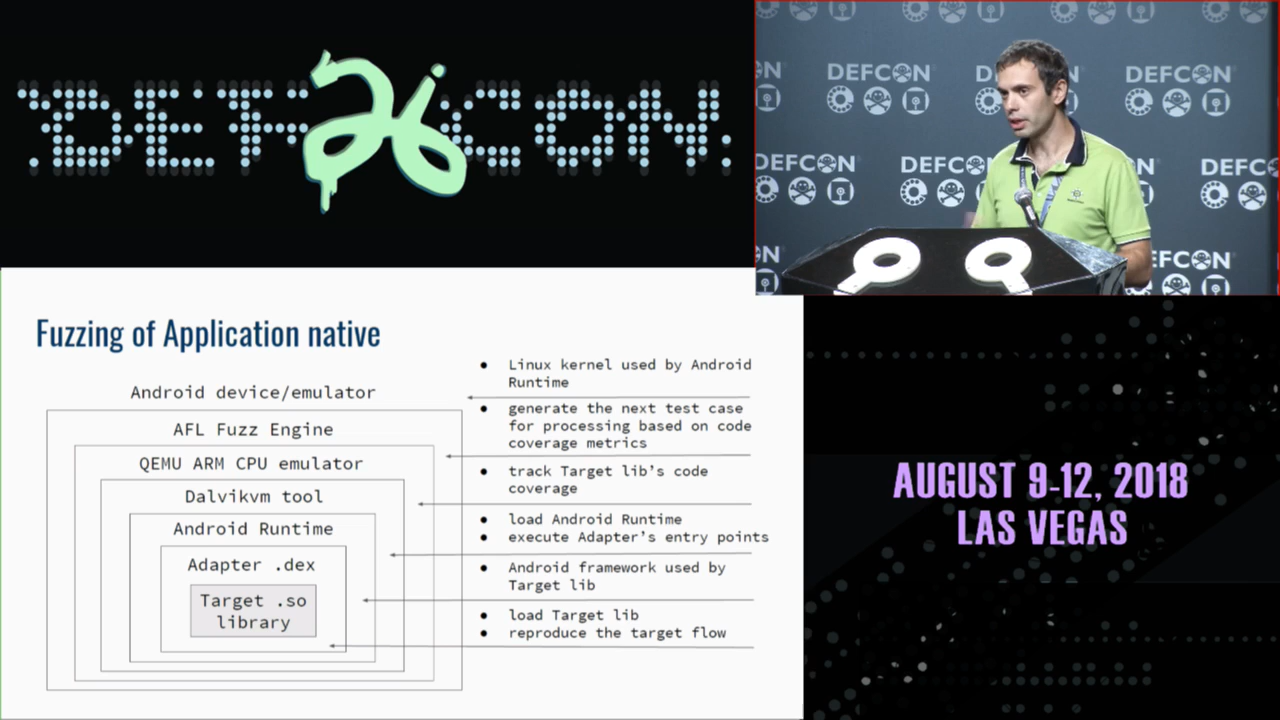 DEF CON
26
DEFCON
DEFCON
DEFCON
DEFCON
DEFCON
DEFCON
Fuzzing of Application native
Android device/emulator
AFL Fuzz Engine
QEMU ARM CPU emulator
Dalvikvm tool
Android Runtime
Adapter .dex
Target .so
library
● Linux kernel used by Android
Runtime
● generate the next test case
for processing based on code
coverage metrics
● track Target lib's code
coverage
● load Android Runtime
● execute Adapter's entry points
● Android framework used by
Target lib
● load Target lib
● reproduce the target flow
AUGUST 9-12, 2018
LAS VEGAS